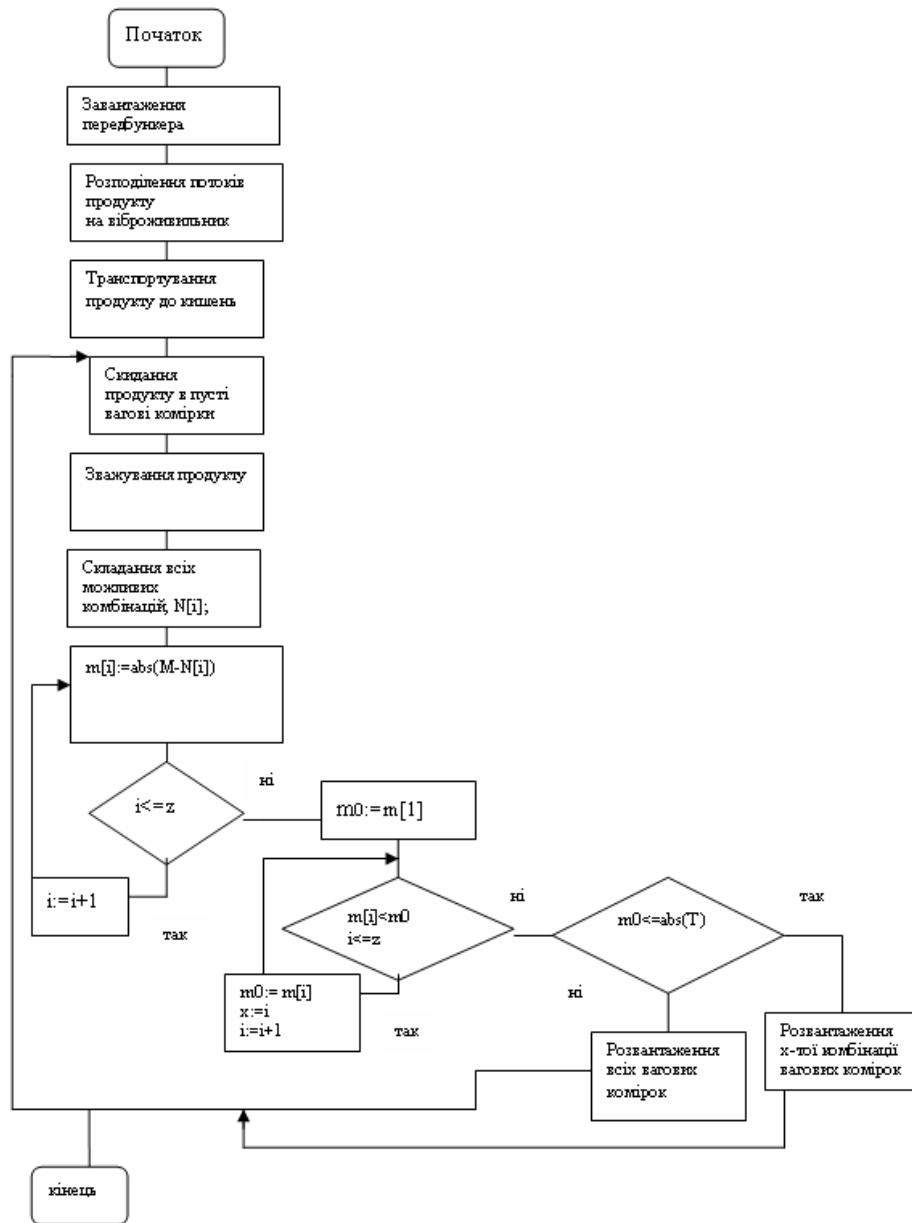 Початок
Завантаження
передбункера
Розподілення потоків
продукту
на віброживильник
Транспортування
продукту до кишень
Скидання
продукту в пусті
вагові комірки
Зважування продукту
Складання всіх
можливих
комбінацій, N[i];
m[i]:=abs(M-N[i])
ні
i<=z
m0:=m[1]
i:=i+1
так
m[i]<m0
i<=z
ні
m0<=abs(T)
так
ні
m0:= m[i]
x:=i
i:=i+1
так
Розвантаження
всіх вагових
комірок
Розвантаження
x-тої комбінації
вагових комірок
кінець